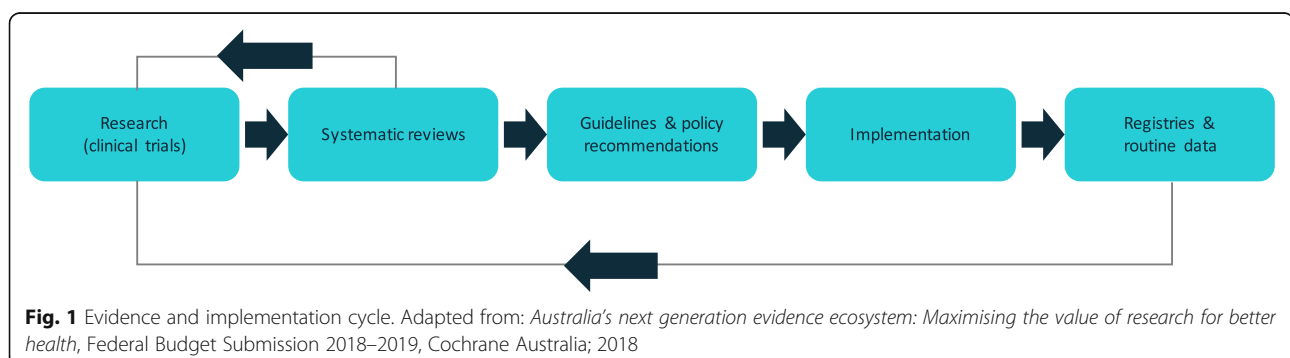 Research
(clinical trials)
Systematic reviews
Guidelines & policy
recommendations
Implementation
Registries &
routine data
Fig. 1 Evidence and implementation cycle. Adapted from: Australia’s next generation evidence ecosystem: Maximising the value of research for better
health, Federal Budget Submission 2018–2019, Cochrane Australia; 2018